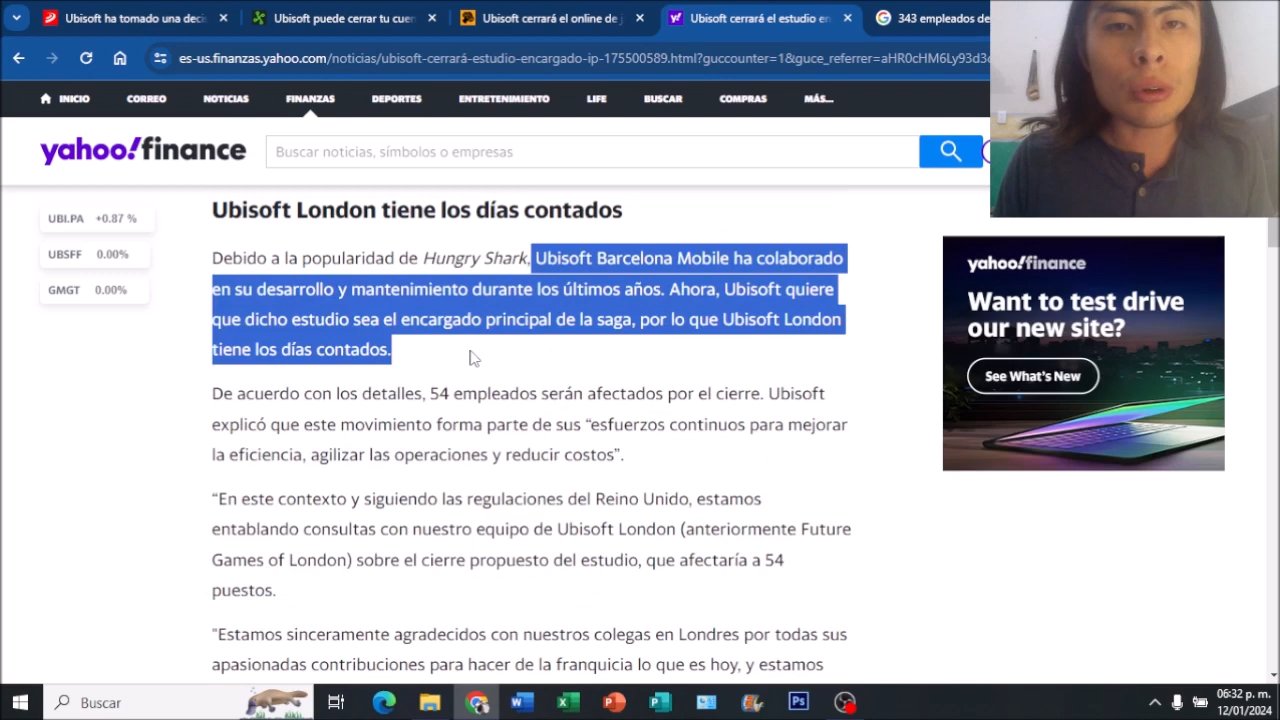 Ubisoft ha tomado una deci
Ubisoft puede cerrar tu cuen
Ubisoft cerrará el online de j
Ubisoft cerrará el estudio en
343 empleados de
es-us.finanzas.yahoo.com/noticias/ubisoft-cerrará-estudio-encargado-ip-175500589.html?guccounter=1&guce_referrer=aHR0cHM6Ly93d3c
INICIO CORREO NOTICIAS FINANZAS DEPORTES ENTRETENIMIENTO LIFE BUSCAR COMPRAS MÁS...
yahoo!finance
Buscar noticias, símbolos o empresas
UBI.PA +0.87 %
UBSFF 0.00%
GMGT 0.00%
Ubisoft London tiene los días contados
Debido a la popularidad de Hungry Shark, Ubisoft Barcelona Mobile ha colaborado
en su desarrollo y mantenimiento durante los últimos años. Ahora, Ubisoft quiere
que dicho estudio sea el encargado principal de la saga, por lo que Ubisoft London
tiene los días contados.
De acuerdo con los detalles, 54 empleados serán afectados por el cierre. Ubisoft
explicó que este movimiento forma parte de sus “esfuerzos continuos para mejorar
la eficiencia, agilizar las operaciones y reducir costos”.
“En este contexto y siguiendo las regulaciones del Reino Unido, estamos
entablando consultas con nuestro equipo de Ubisoft London (anteriormente Future
Games of London) sobre el cierre propuesto del estudio, que afectaría a 54
puestos.
"Estamos sinceramente agradecidos con nuestros colegas en Londres por todas sus
apasionadas contribuciones para hacer de la franquicia lo que es hoy, y estamos
yahoo!finance
Want to test drive
our new site?
See What's New
Buscar
06:32 p. m.
12/01/2024